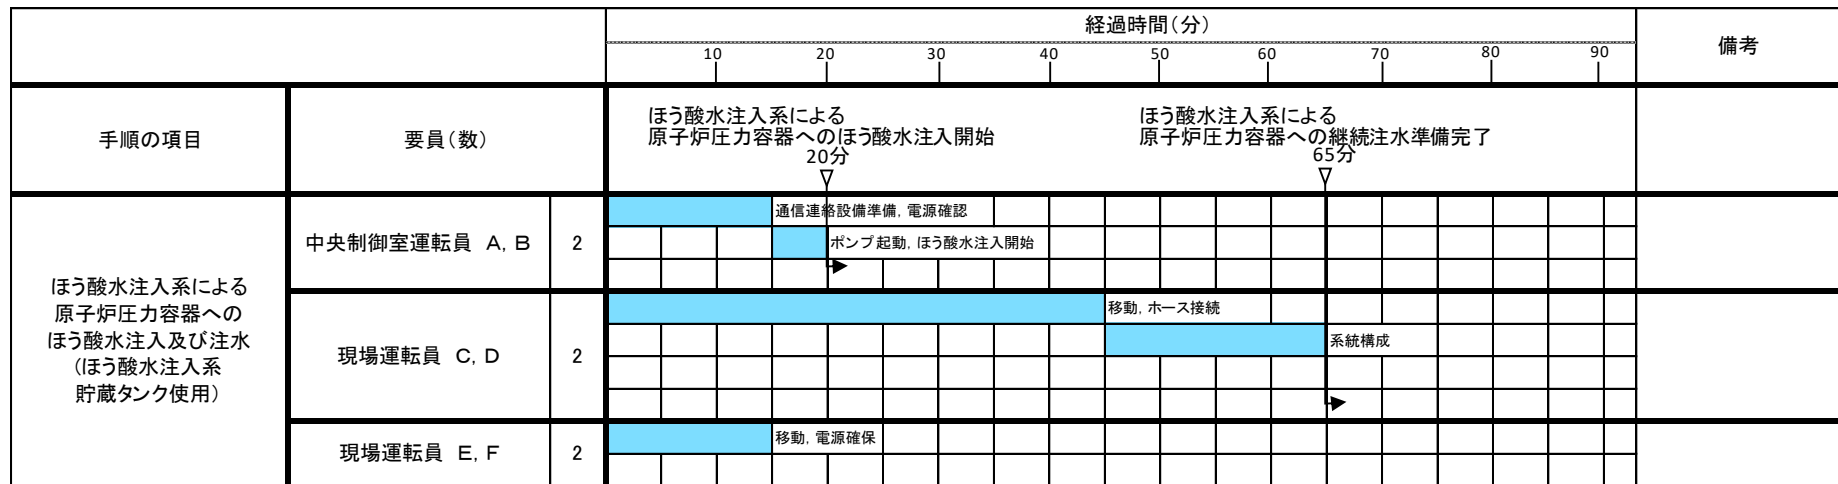 経過時間（分）
備考
10 20 30 40 50 60 70 80 90
手順の項目
要員（数）
ほう酸水注入系による
原子炉圧力容器へのほう酸水注入開始
20分
ほう酸水注入系による
原子炉圧力容器への継続注水準備完了
65分
ほう酸水注入系による
原子炉圧力容器への
ほう酸水注入及び注水
（ほう酸水注入系
貯蔵タンク使用）
中央制御室運転員 A，B
2
通信連絡設備準備，電源確認
ポンプ起動，ほう酸水注入開始
現場運転員 C，D
2
移動，ホース接続
系統構成
現場運転員 E，F
2
移動，電源確保